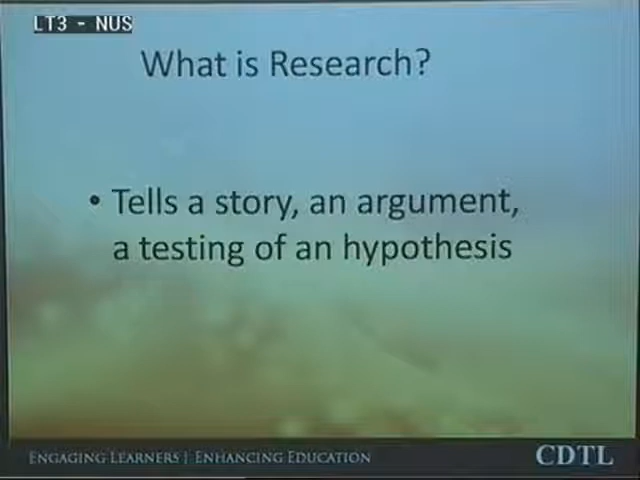 LT3 - NUS
What is Research?
• Tells a story, an argument,
a testing of an hypothesis
ENGAGING LEARNERS | ENHANCING EDUCATION
CDTL